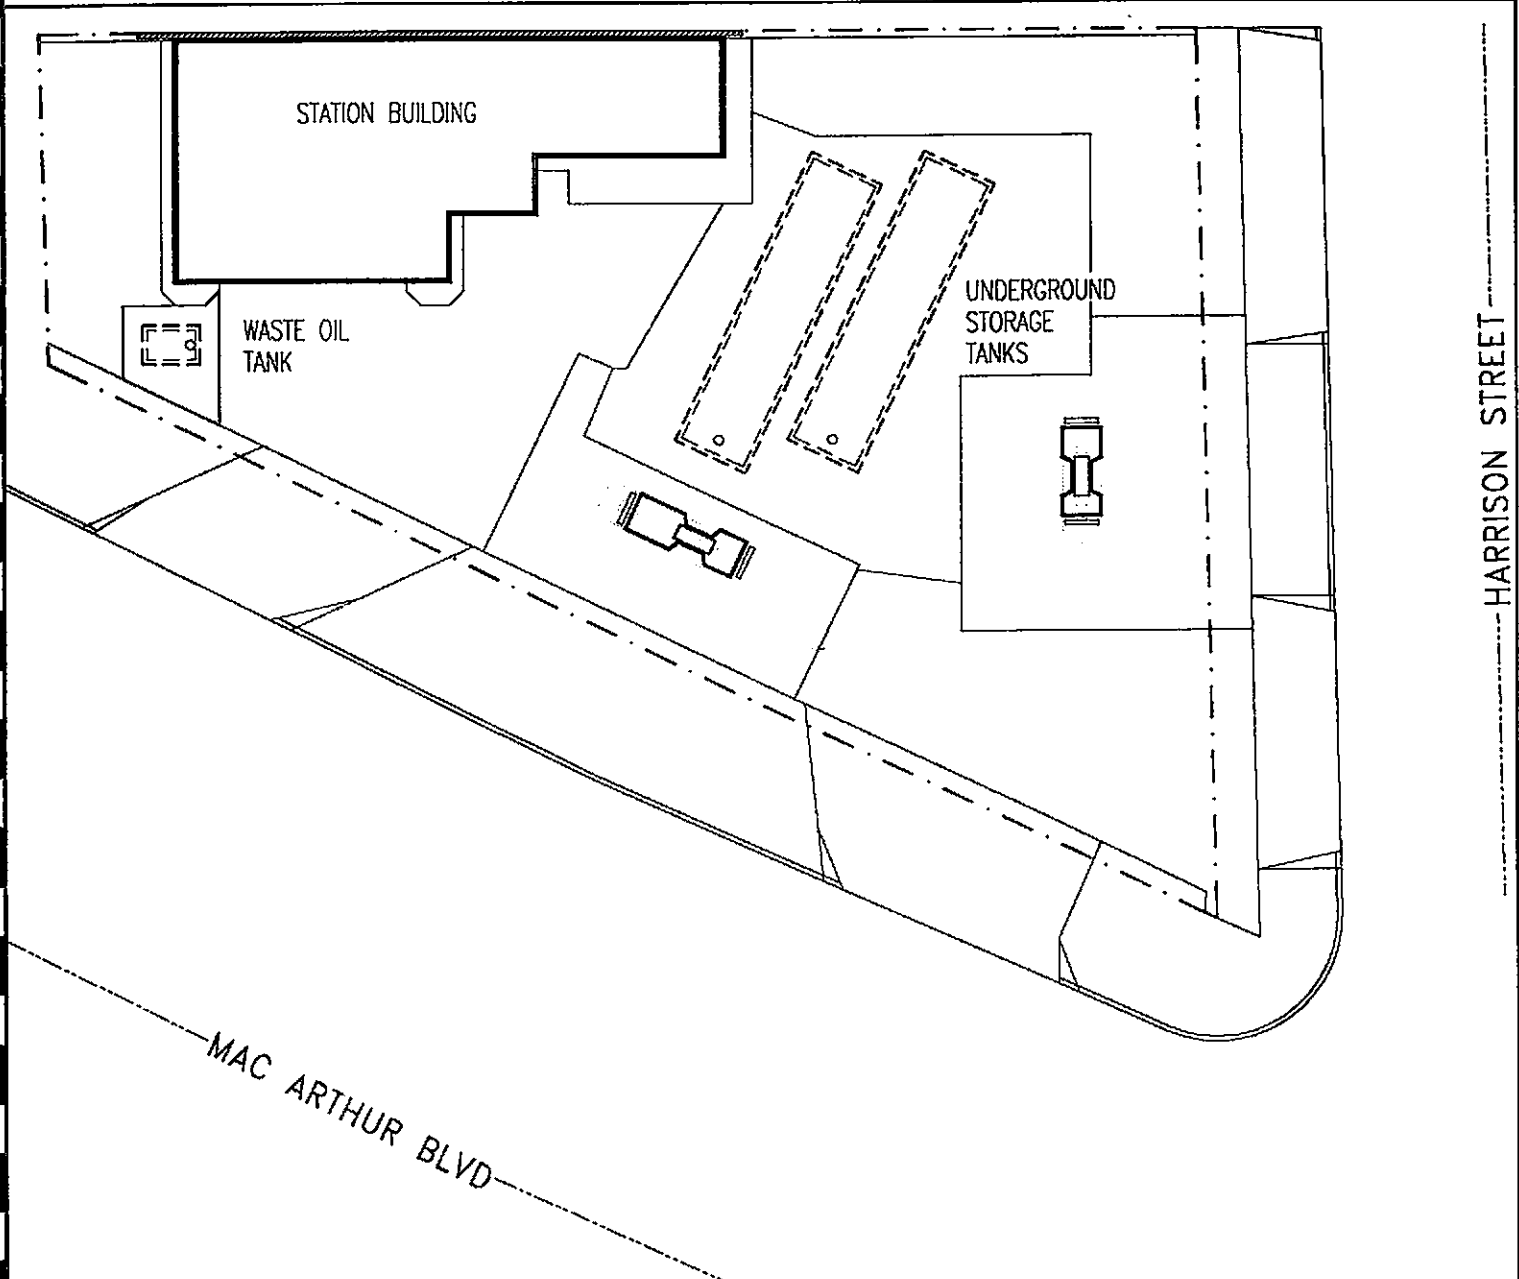 STATION BUILDING
WASTE OIL
TANK
UNDERGROUND
STORAGE
TANKS
HARRISON STREET
MAC ARTHUR BLVD